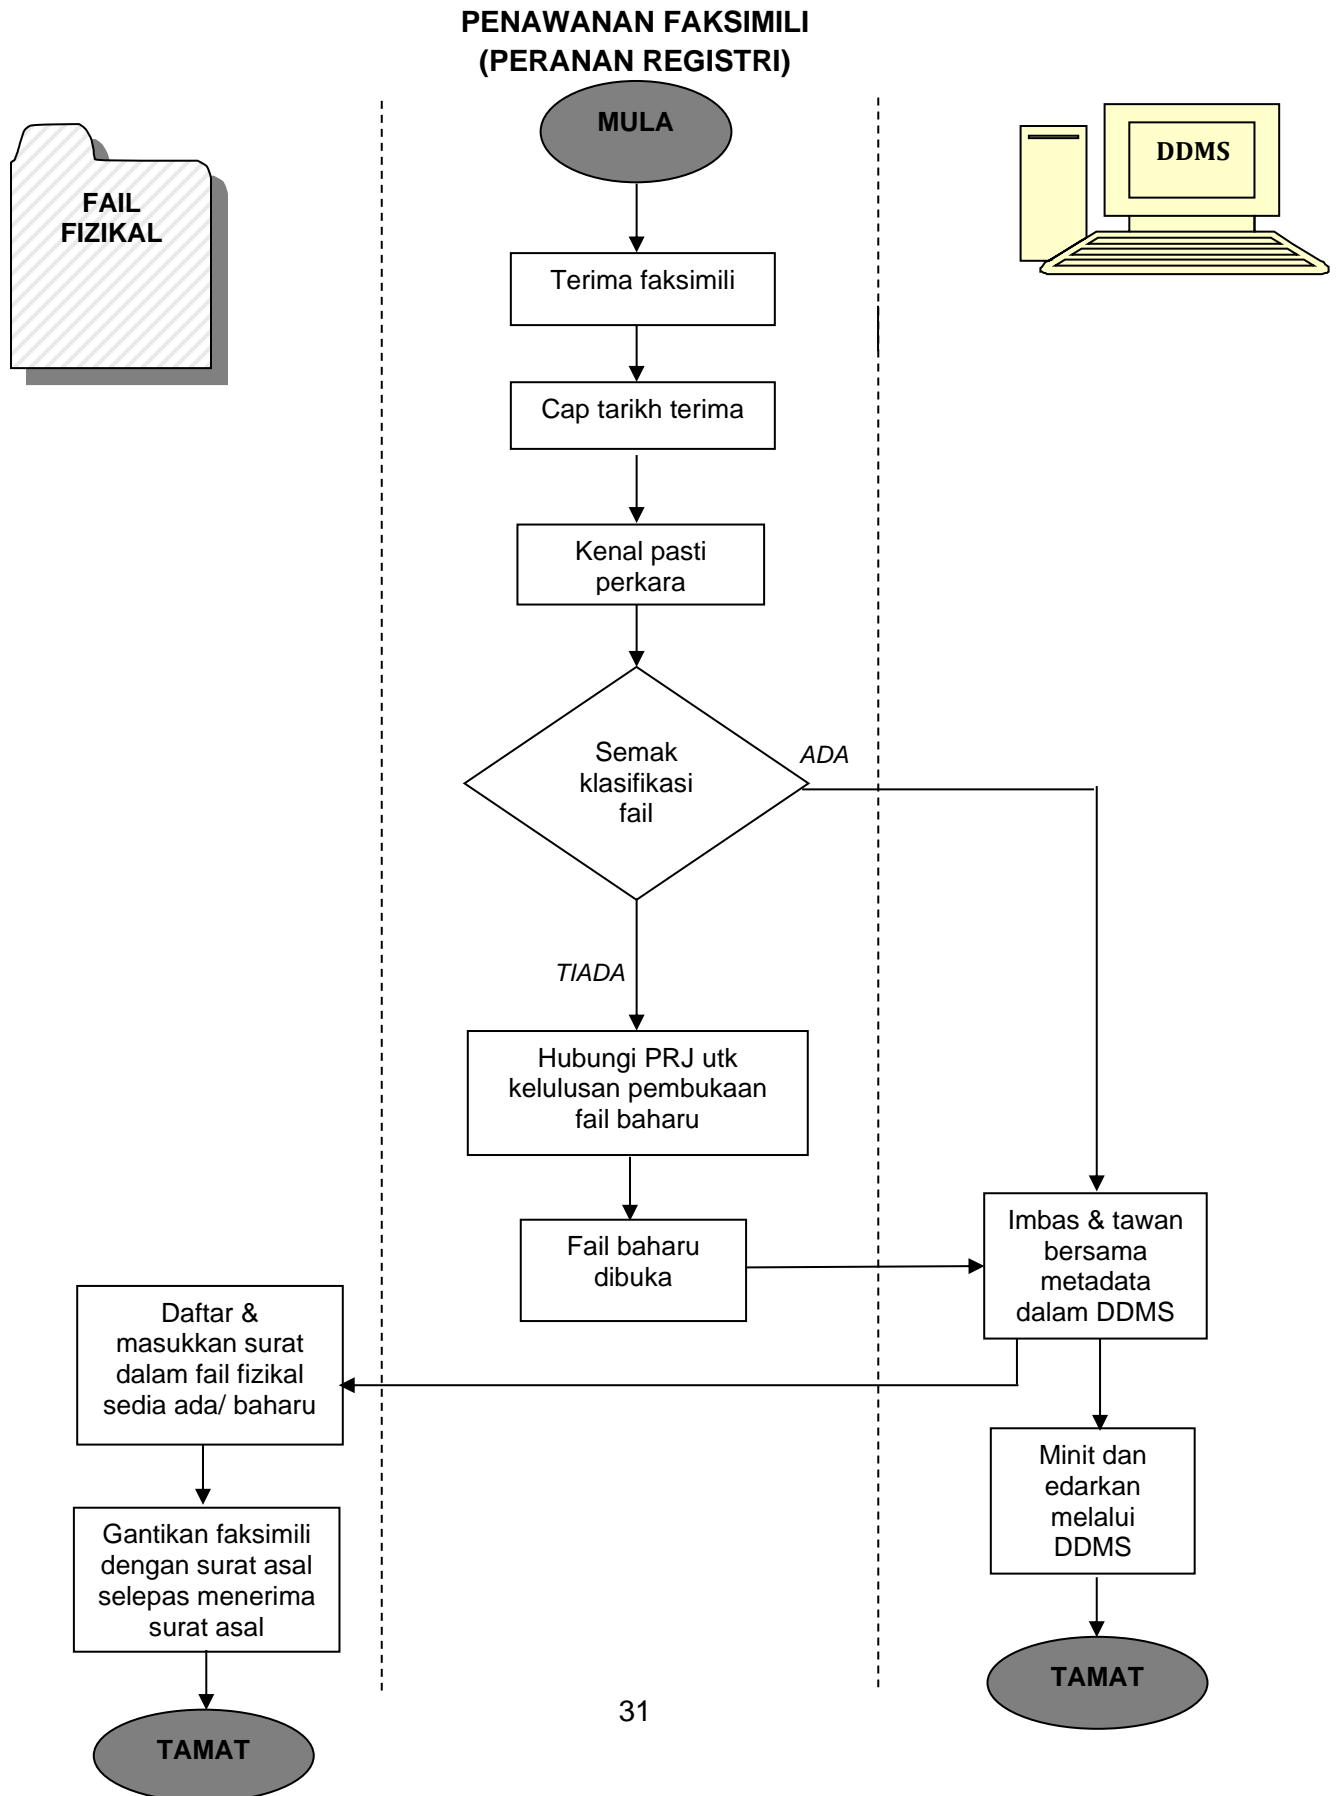 PENAWANAN FAKSIMILI
(PERANAN REGISTRI)
MULA
FAIL
FIZIKAL
DDMS
Terima faksimili
Cap tarikh terima
Kenal pasti
perkara
Semak
klasifikasi
fail
ADA
TIADA
Hubungi PRJ utk
kelulusan pembukaan
fail baharu
Fail baharu
dibuka
Imbas & tawan
bersama
metadata
dalam DDMS
Daftar &
masukkan surat
dalam fail fizikal
sedia ada/ baharu
Minit dan
edarkan
melalui
DDMS
Gantikan faksimili
dengan surat asal
selepas menerima
surat asal
TAMAT
TAMAT
31